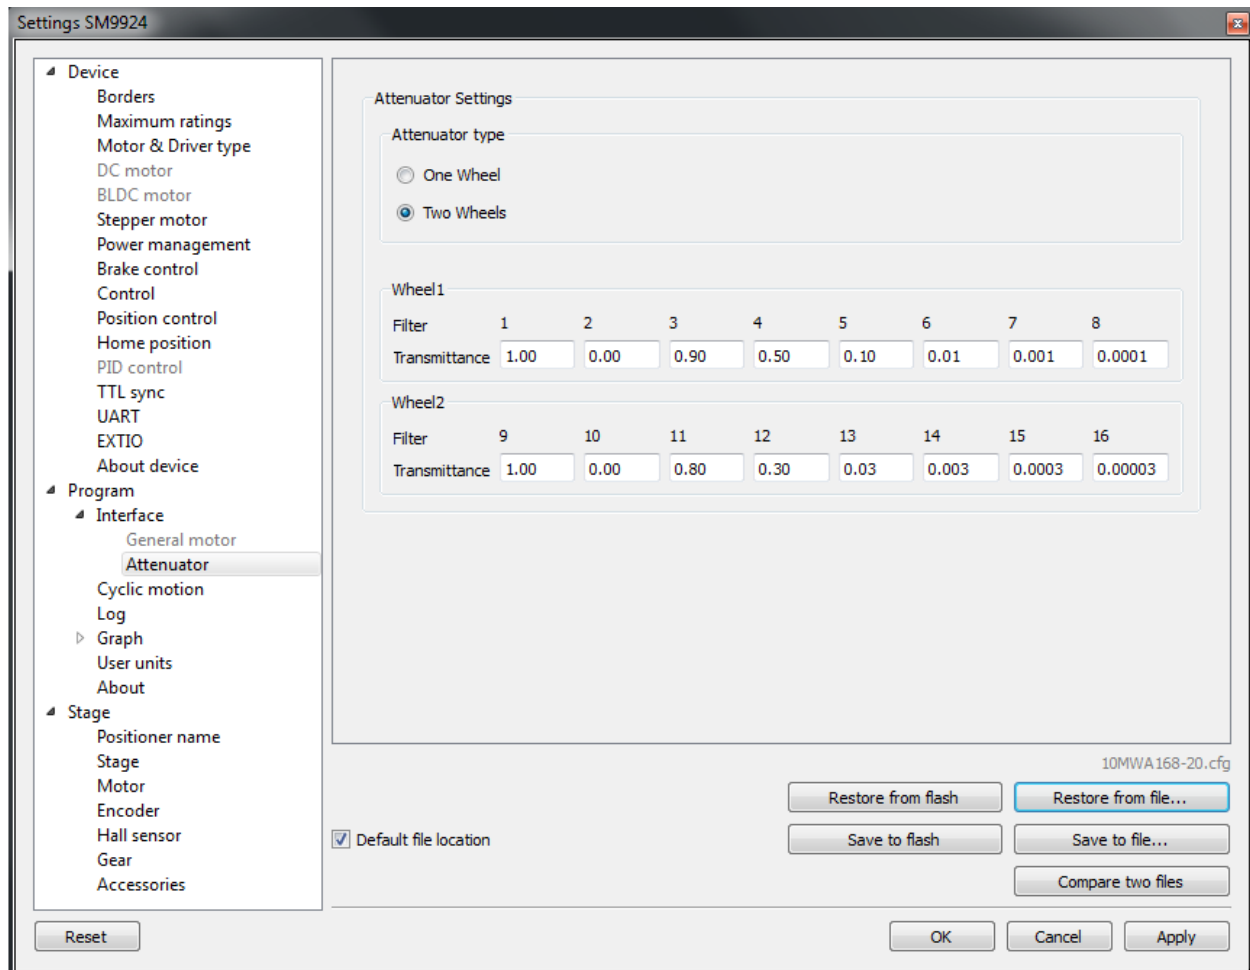 Settings SM9924
Device
Borders
Maximum ratings
Motor & Driver type
DC motor
BLDC motor
Stepper motor
Power management
Brake control
Control
Position control
Home position
PID control
TTL sync
UART
EXTIO
About device
Program
Interface
General motor
Attenuator
Cyclic motion
Log
Graph
User units
About
Stage
Positioner name
Stage
Motor
Encoder
Hall sensor
Gear
Accessories
Attenuator Settings
Attenuator type
One Wheel
Two Wheels
Wheel1
Filter 1 2 3 4 5 6 7 8
Transmittance 1.00 0.00 0.90 0.50 0.10 0.01 0.001 0.0001
Wheel2
Filter 9 10 11 12 13 14 15 16
Transmittance 1.00 0.00 0.80 0.30 0.03 0.003 0.0003 0.00003
10MWA168-20.cfg
Restore from flash Restore from file...
Default file location Save to flash Save to file...
Compare two files
Reset OK Cancel Apply